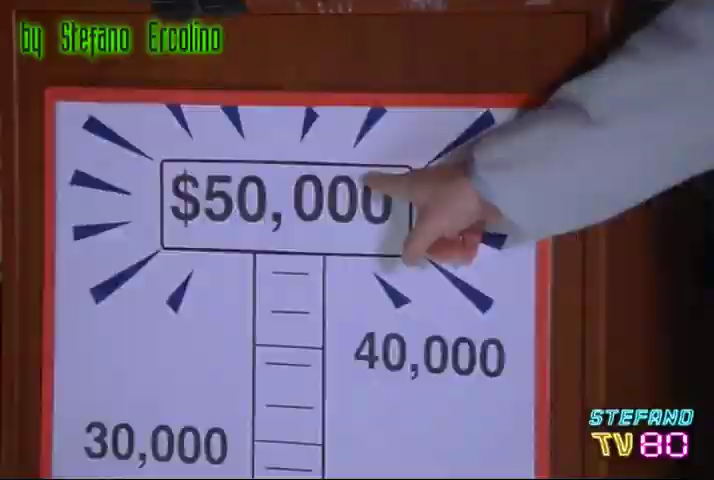 by Stefano Ercolino
$50,000
40,000
30,000
STEFANO
TV80